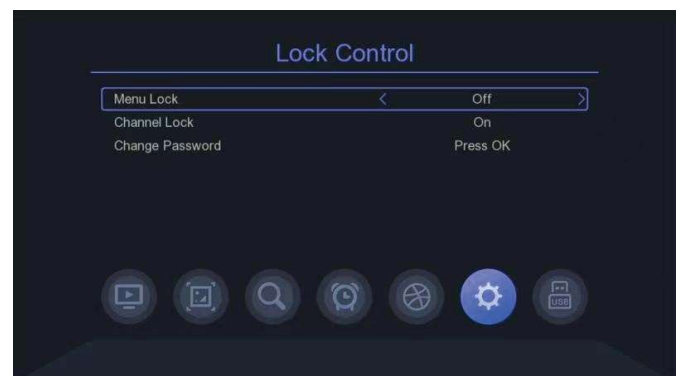 Lock Control
Menu Lock < Off >
Channel Lock On
Change Password Press OK
USB